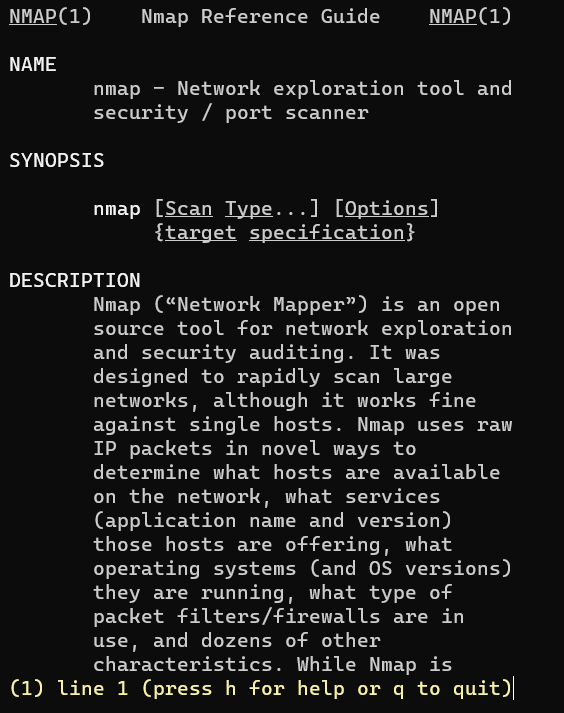 NMAP(1)    Nmap Reference Guide    NMAP(1)
NAME
nmap - Network exploration tool and
security / port scanner
SYNOPSIS
nmap [Scan Type...] [Options]
{target specification}
DESCRIPTION
Nmap (“Network Mapper”) is an open
source tool for network exploration
and security auditing. It was
designed to rapidly scan large
networks, although it works fine
against single hosts. Nmap uses raw
IP packets in novel ways to
determine what hosts are available
on the network, what services
(application name and version)
those hosts are offering, what
operating systems (and OS versions)
they are running, what type of
packet filters/firewalls are in
use, and dozens of other
characteristics. While Nmap is
(1) line 1 (press h for help or q to quit)